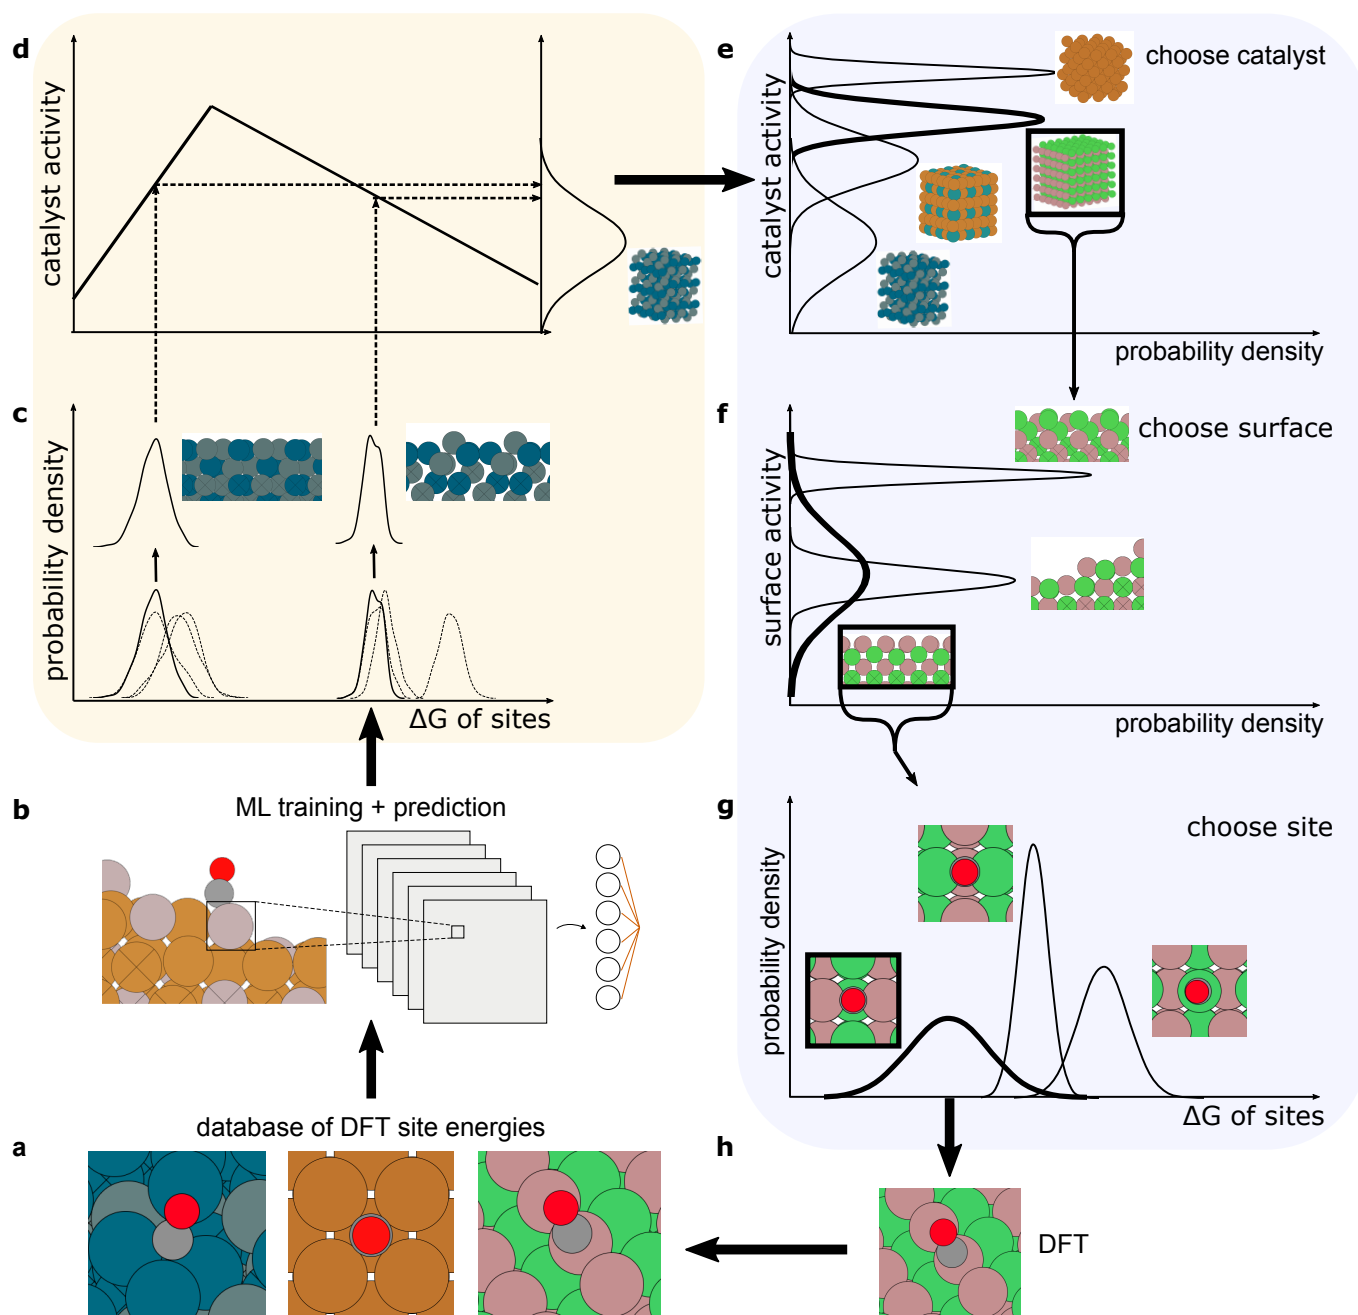 d
catalyst activity
e
choose catalyst
catalyst activity
probability density
c
probability density
ΔG of sites
f
choose surface
surface activity
probability density
b
ML training + prediction
g
choose site
probability density
ΔG of sites
a
database of DFT site energies
h
DFT